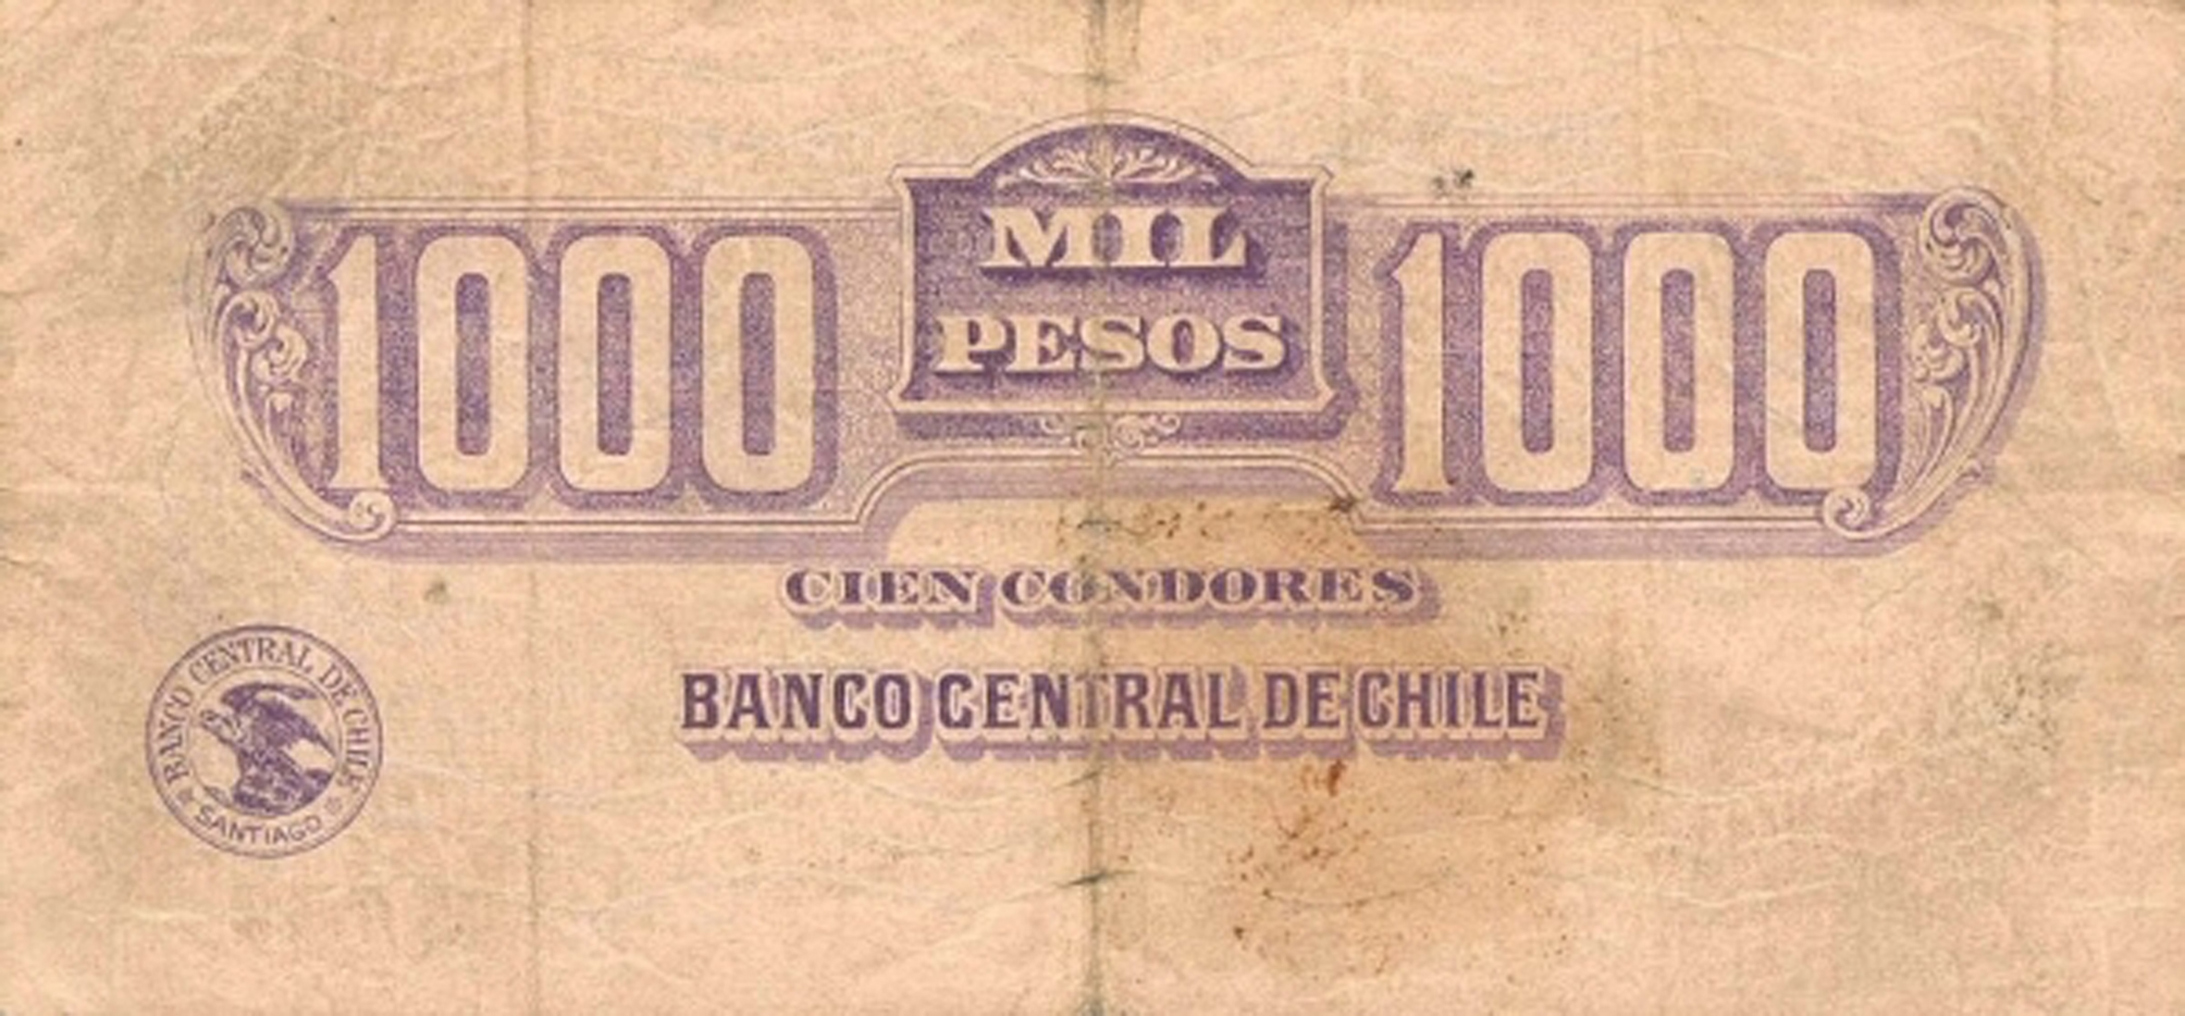 MIL
PESOS
1000 1000
CIEN CONDORES
BANCO CENTRAL DE CHILE
BANCO CENTRAL DE CHILE
SANTIAGO